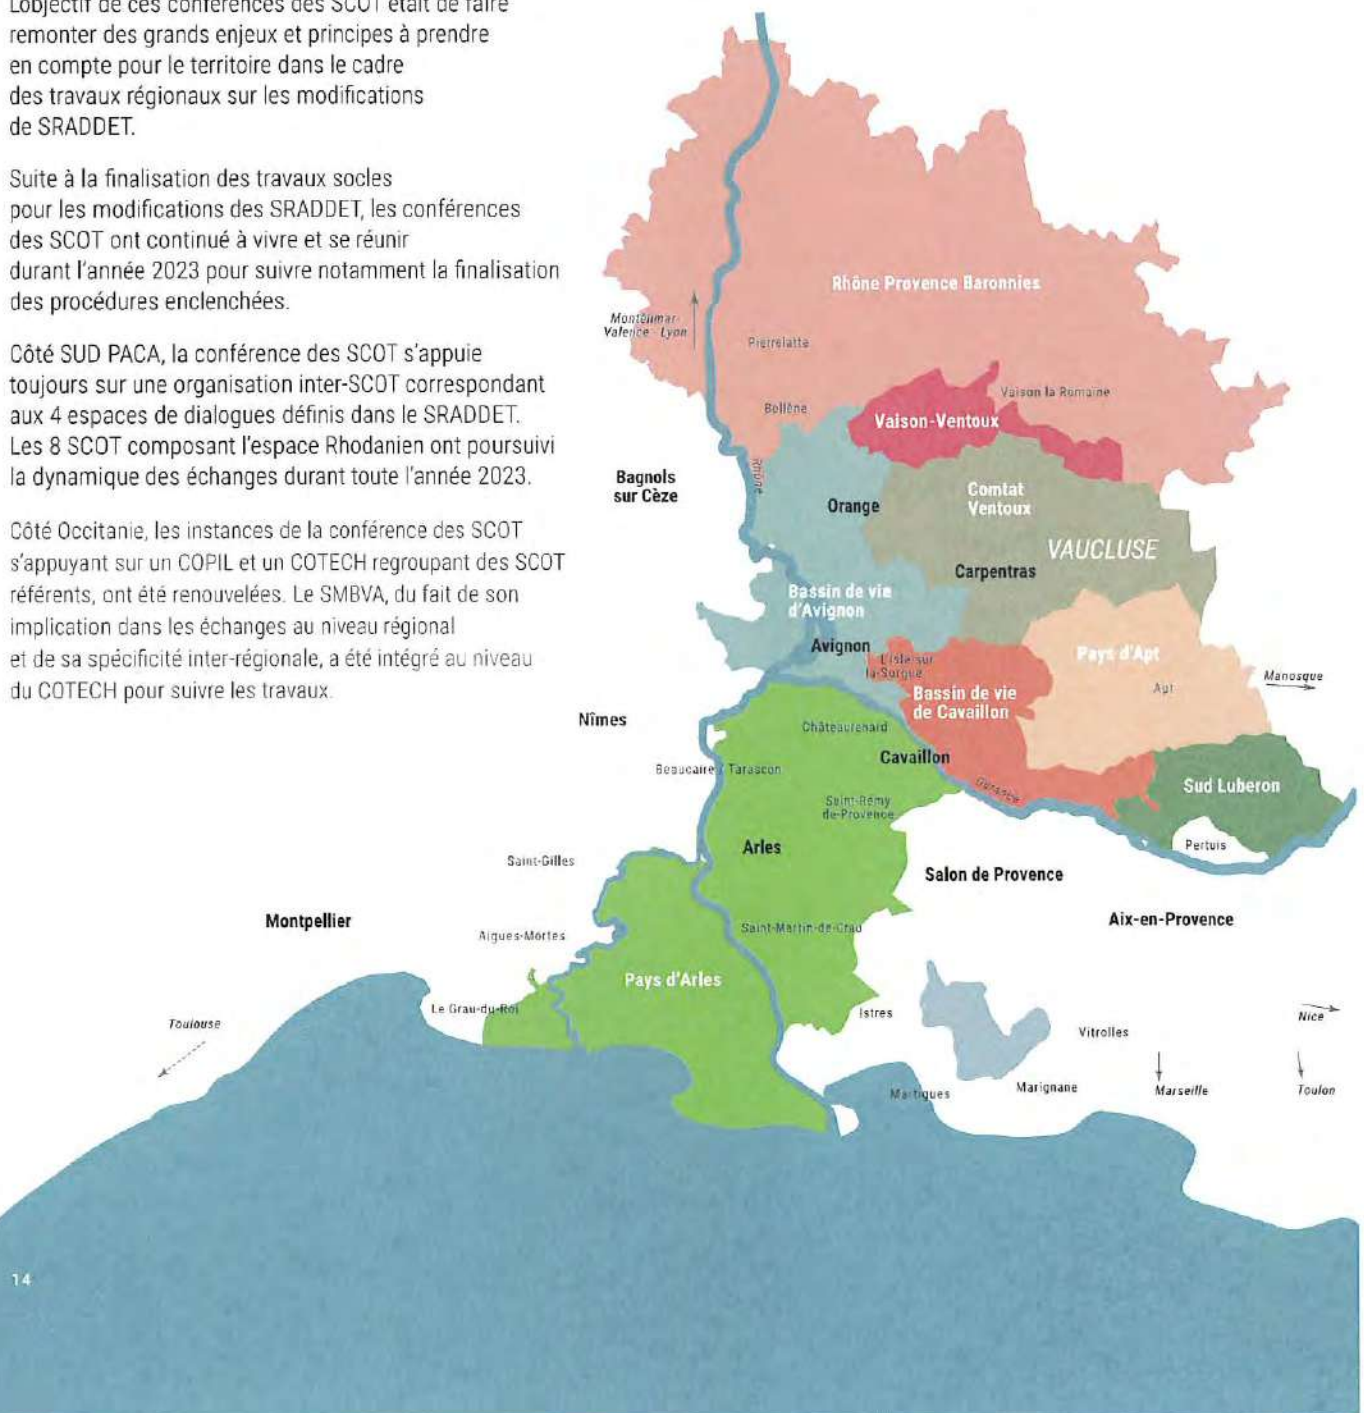 L'objectif de ces conférences des SCOT était de faire
remonter des grands enjeux et principes à prendre
en compte pour le territoire dans le cadre
des travaux régionaux sur les modifications
de SRADDET.
Suite à la finalisation des travaux socles
pour les modifications des SRADDET, les conférences
des SCOT ont continué à vivre et se réunir
durant l'année 2023 pour suivre notamment la finalisation
des procédures enclenchées.
Côté SUD PACA, la conférence des SCOT s'appuie
toujours sur une organisation inter-SCOT correspondant
aux 4 espaces de dialogues définis dans le SRADDET.
Les 8 SCOT composant l'espace Rhodanien ont poursuivi
la dynamique des échanges durant toute l'année 2023.
Côté Occitanie, les instances de la conférence des SCOT
s'appuyant sur un COPIL et un COTECH regroupant des SCOT
référents, ont été renouvelées. Le SMBVA, du fait de son
implication dans les échanges au niveau régional
et de sa spécificité inter-régionale, a été intégré au niveau
du COTECH pour suivre les travaux.
Rhône Provence Baronnies
Montélimar
Valence - Lyon
Pierrelatte
Vaison la Romaine
Bollène
Vaison-Ventoux
Rhône
Bagnols
sur Cèze
Orange
Comtat
Ventoux
VAUCLUSE
Carpentras
Bassin de vie
d'Avignon
Avignon
L'isle sur
la-Sorgue
Pays d'Apt
Apt
Manosque
Bassin de vie
de Cavaillon
Nîmes
Châteaurenard
Cavaillon
Beaucaire / Tarascon
Durance
Sud Luberon
Saint-Rémy
de-Provence
Pertuis
Arles
Saint-Gilles
Salon de Provence
Montpellier
Aix-en-Provence
Aigues-Mortes
Saint-Martin-de-Crau
Pays d'Arles
Le Grau-du-Roi
Istres
Toulouse
Nice
Vitrolles
Martigues
Marignane
Marseille
Toulon
14